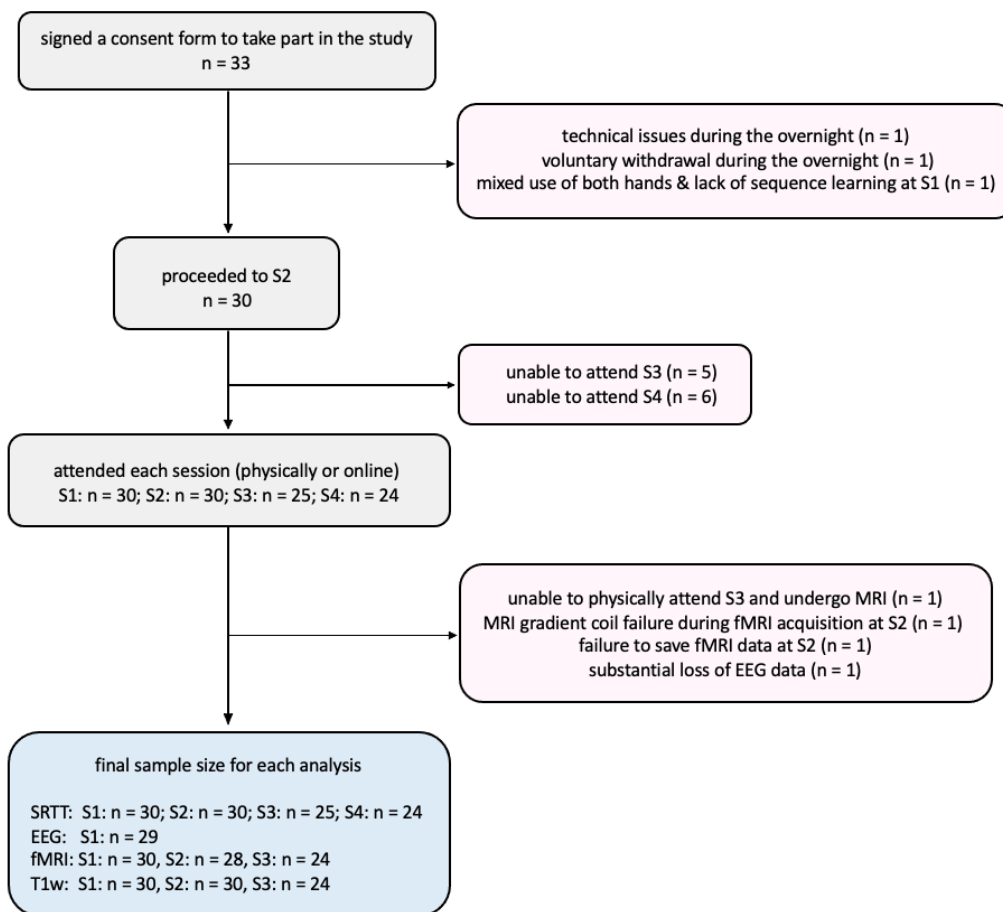 signed a consent form to take part in the study
n = 33
technical issues during the overnight (n = 1)
voluntary withdrawal during the overnight (n = 1)
mixed use of both hands & lack of sequence learning at S1 (n = 1)
proceeded to S2
n = 30
unable to attend S3 (n = 5)
unable to attend S4 (n = 6)
attended each session (physically or online)
S1: n = 30; S2: n = 30; S3: n = 25; S4: n = 24
unable to physically attend S3 and undergo MRI (n = 1)
MRI gradient coil failure during fMRI acquisition at S2 (n = 1)
failure to save fMRI data at S2 (n = 1)
substantial loss of EEG data (n = 1)
final sample size for each analysis
SRTT: S1: n = 30; S2: n = 30; S3: n = 25; S4: n = 24
EEG: S1: n = 29
fMRI: S1: n = 30, S2: n = 28, S3: n = 24
T1w: S1: n = 30, S2: n = 30, S3: n = 24